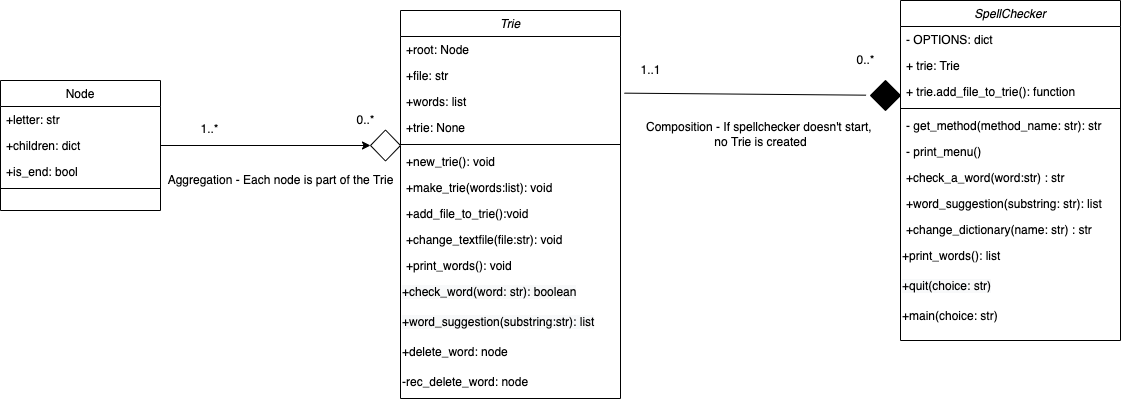 Node
+letter: str
+children: dict
+is_end: bool
1..*
0..*
Aggregation - Each node is part of the Trie
Trie
+root: Node
+file: str
+words: list
+trie: None
+new_trie(): void
+make_trie(words:list): void
+add_file_to_trie():void
+change_textfile(file:str): void
+print_words(): void
+check_word(word: str): boolean
+word_suggestion(substring:str): list
+delete_word: node
-rec_delete_word: node
1..1
0..*
Composition - If spellchecker doesn't start,
no Trie is created
SpellChecker
- OPTIONS: dict
+ trie: Trie
+ trie.add_file_to_trie(): function
- get_method(method_name: str): str
- print_menu()
+check_a_word(word:str) : str
+word_suggestion(substring: str): list
+change_dictionary(name: str) : str
+print_words(): list
+quit(choice: str)
+main(choice: str)